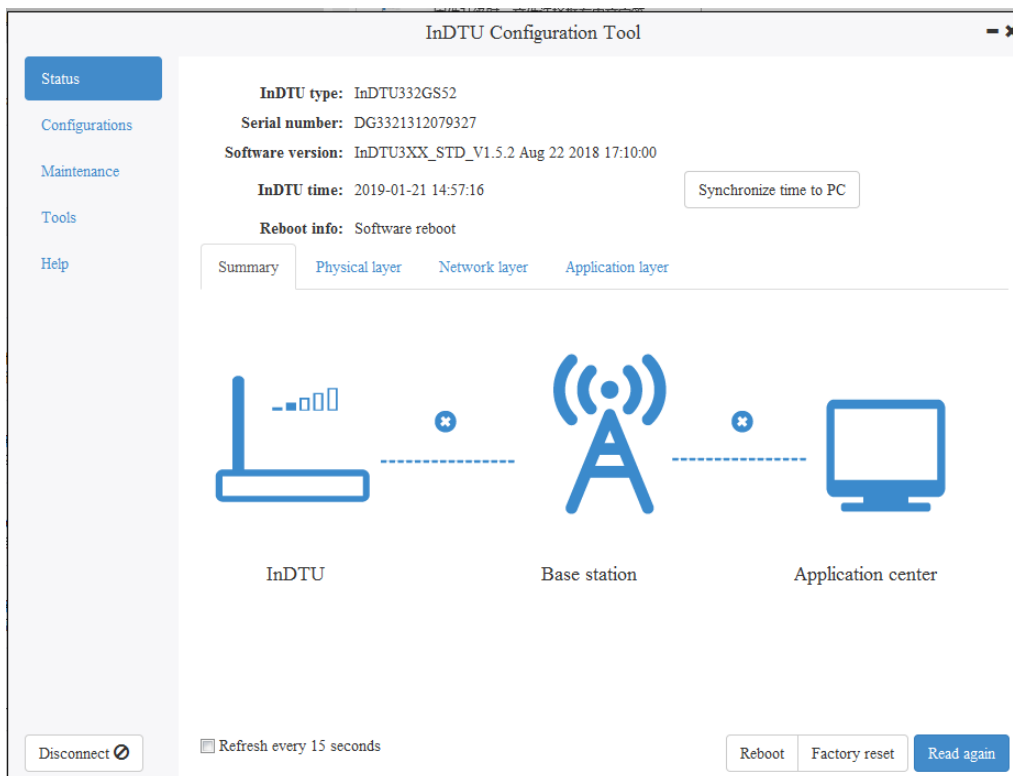 InDTU Configuration Tool
Status
Configurations
Maintenance
Tools
Help
InDTU type: InDTU332GS52
Serial number: DG3321312079327
Software version: InDTU3XX_STD_V1.5.2 Aug 22 2018 17:10:00
InDTU time: 2019-01-21 14:57:16
Synchronize time to PC
Reboot info: Software reboot
Summary Physical layer Network layer Application layer
InDTU Base station Application center
Disconnect
Refresh every 15 seconds
Reboot Factory reset Read again